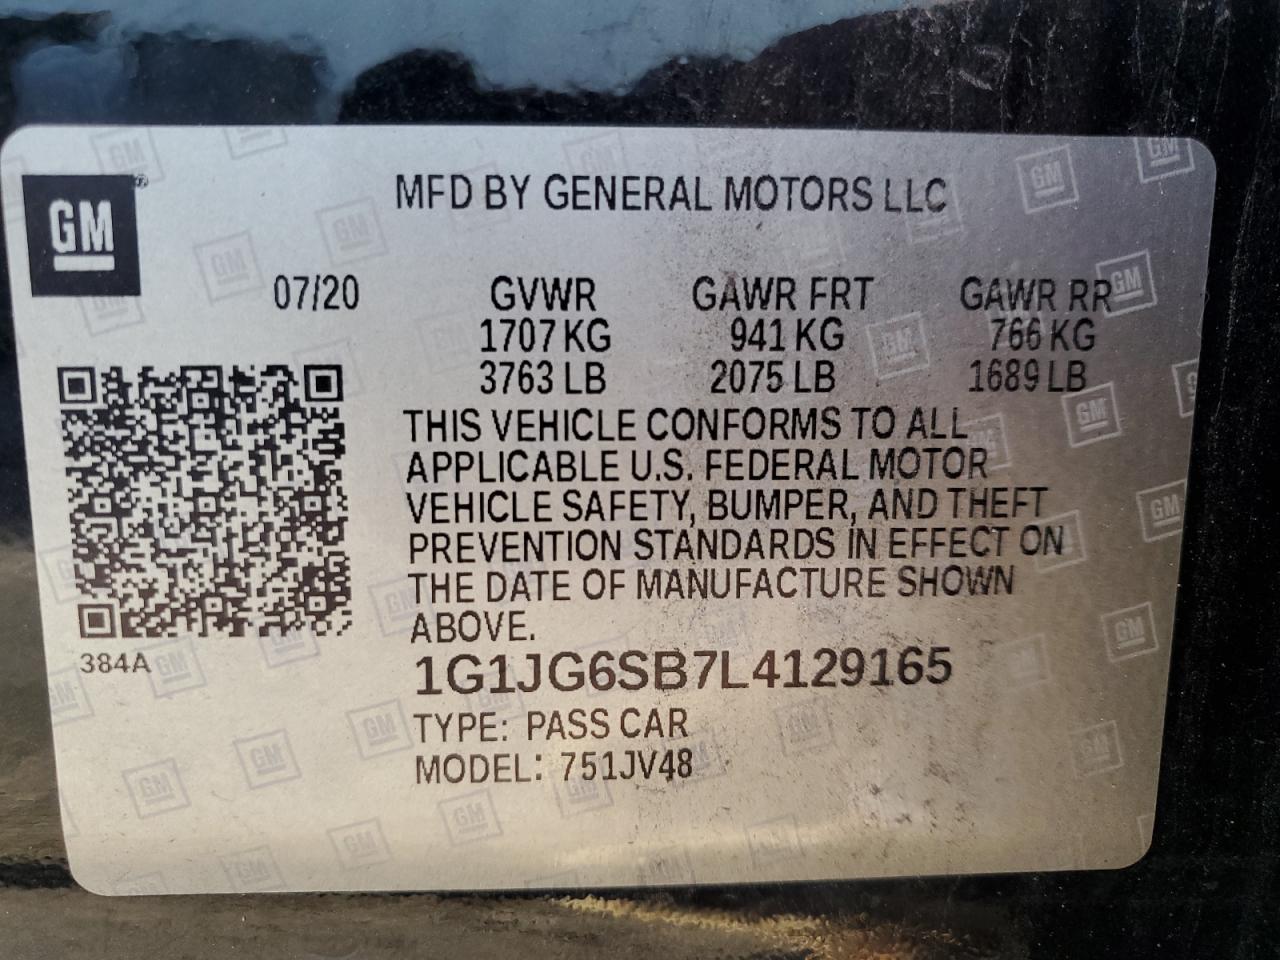 GM
MFD BY GENERAL MOTORS LLC
07/20 GVWR GAWR FRT GAWR RR
1707 KG 941 KG 766 KG
3763 LB 2075 LB 1689 LB
THIS VEHICLE CONFORMS TO ALL
APPLICABLE U.S. FEDERAL MOTOR
VEHICLE SAFETY, BUMPER, AND THEFT
PREVENTION STANDARDS IN EFFECT ON
THE DATE OF MANUFACTURE SHOWN
ABOVE.
384A
1G1JG6SB7L4129165
TYPE: PASS CAR
MODEL: 751JV48